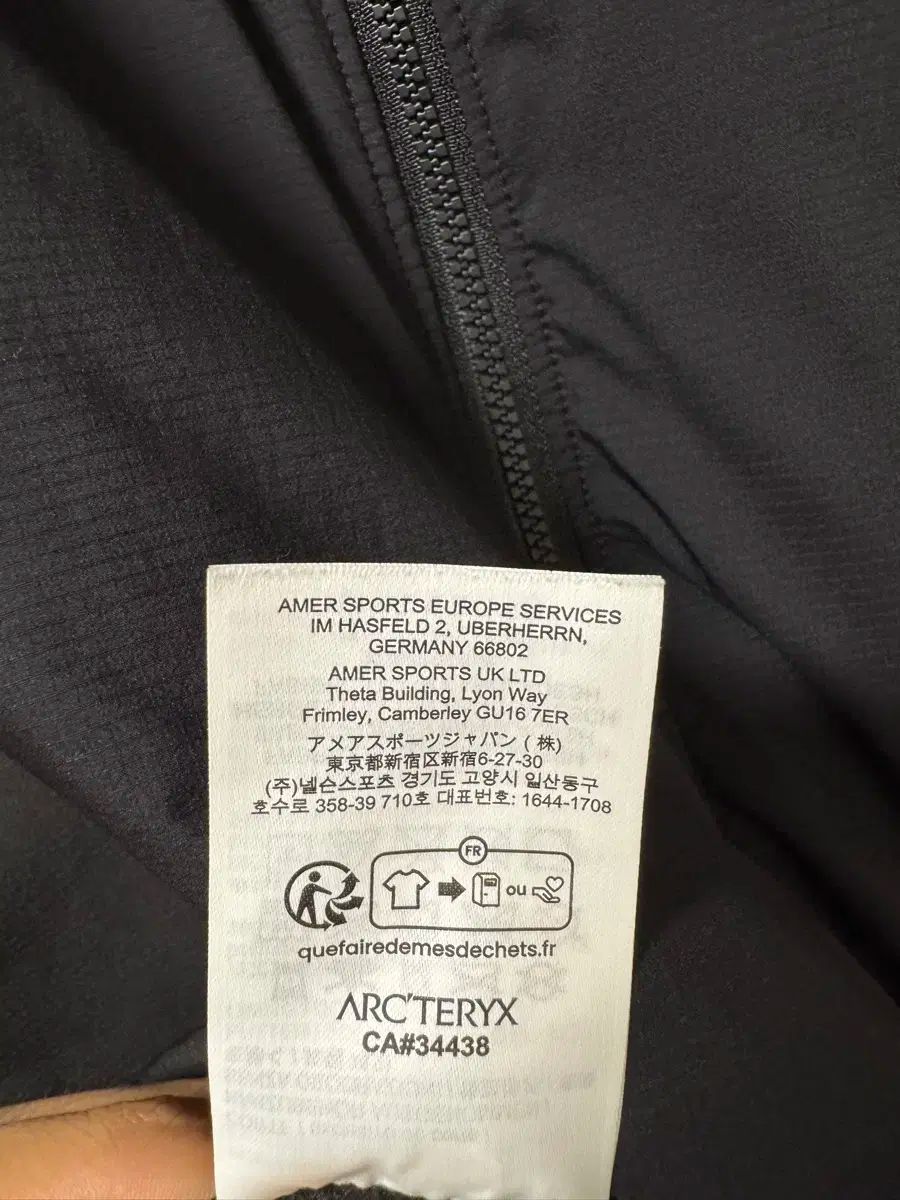 AMER SPORTS EUROPE SERVICES
IM HASFELD 2, UBERHERRN,
GERMANY 66802
AMER SPORTS UK LTD
Theta Building, Lyon Way
Frimley, Camberley GU16 7ER
アメアスポーツジャパン (株)
東京都新宿区新宿6-27-30
(주)넬슨스포츠 경기도 고양시 일산동구
호수로 358-39 710호 대표번호: 1644-1708
FR
ou
quefairedemesdechets.fr
ARC'TERYX
CA#34438